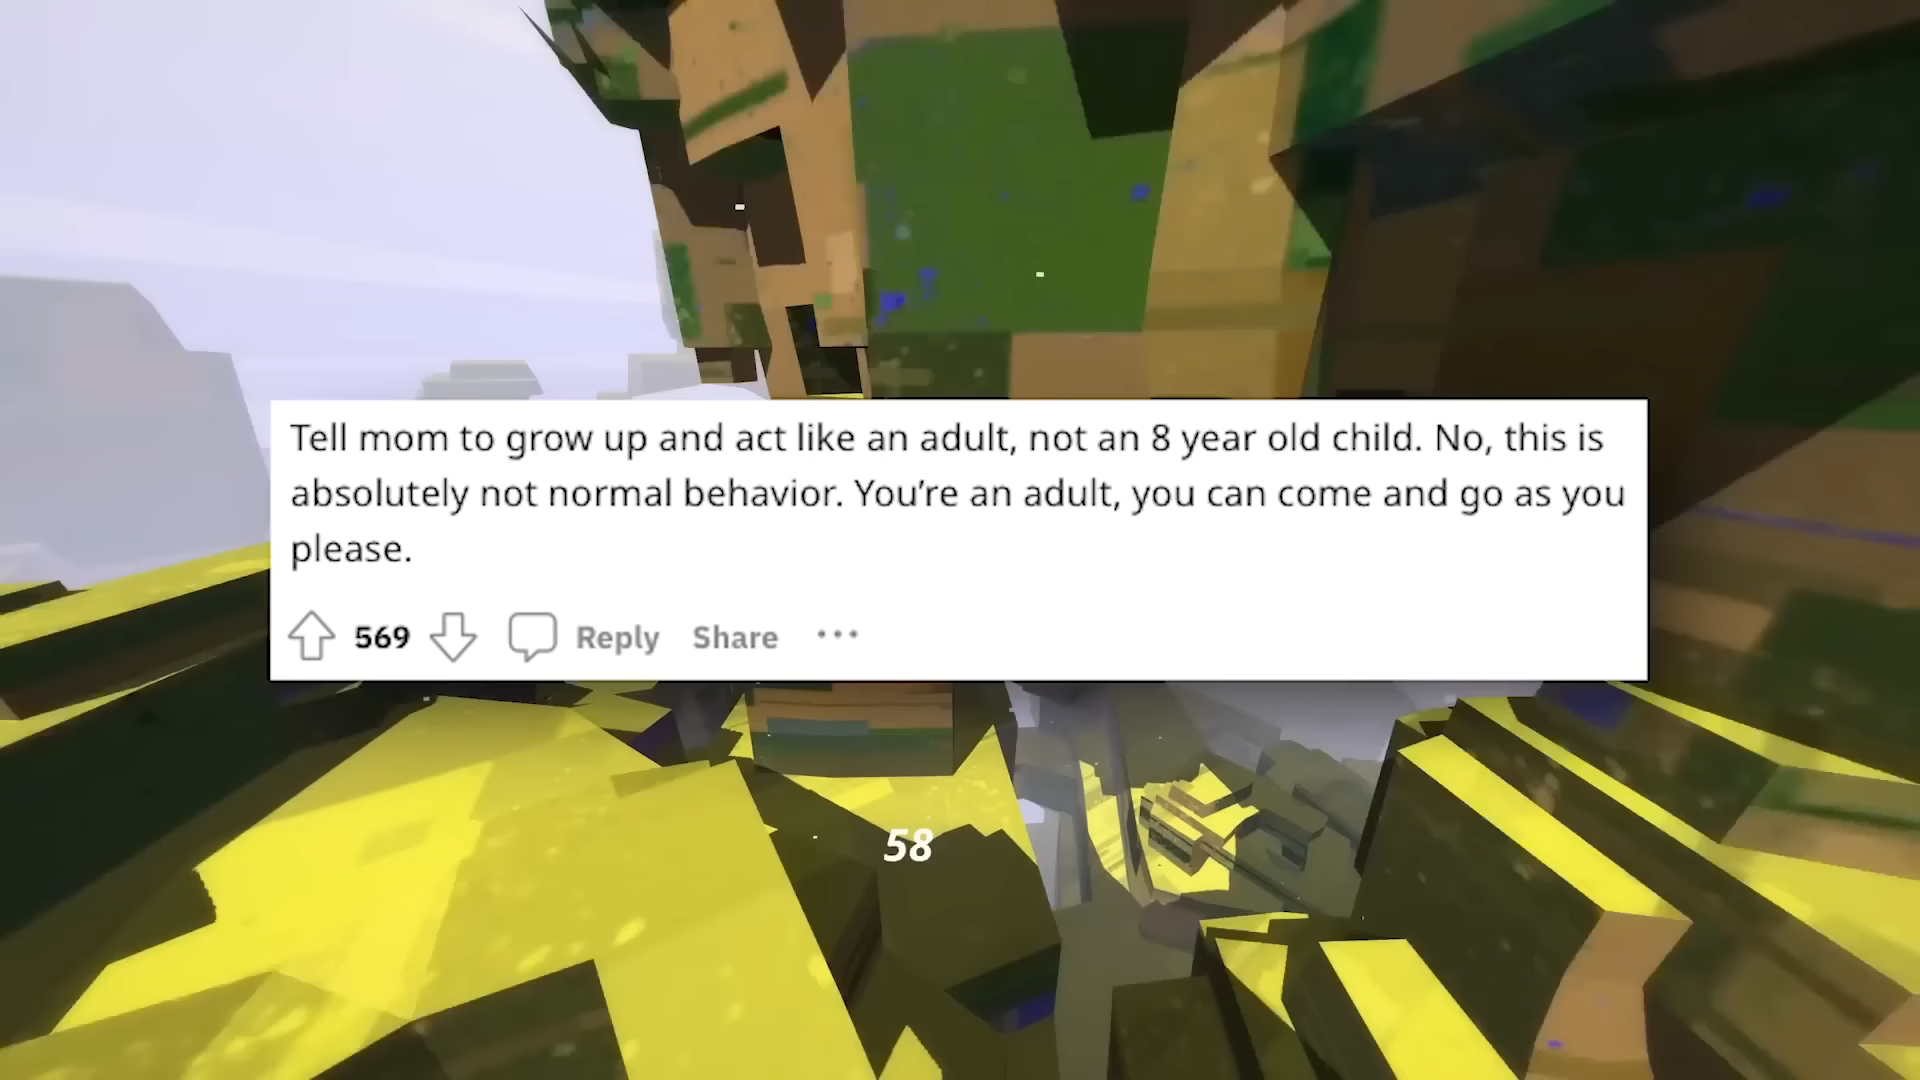 Tell mom to grow up and act like an adult, not an 8 year old child. No, this is
absolutely not normal behavior. You’re an adult, you can come and go as you
please.
569 Reply Share ···
58